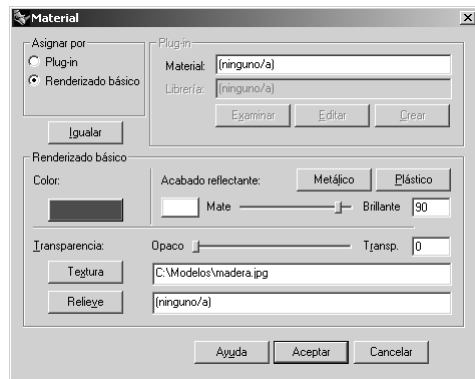 Material
Asignar por
Plug-in
Renderizado básico
Igualar
Plug-in
Material: (ninguno/a)
Librería: (ninguno/a)
Examinar Editar Crear
Renderizado básico
Color:
Acabado reflectante: Metálico Plástico
Mate Brillante 90
Transparencia: Opaco Transp. 0
Textura C:\Modelos\madera.jpg
Relieve (ninguno/a)
Ayuda Aceptar Cancelar